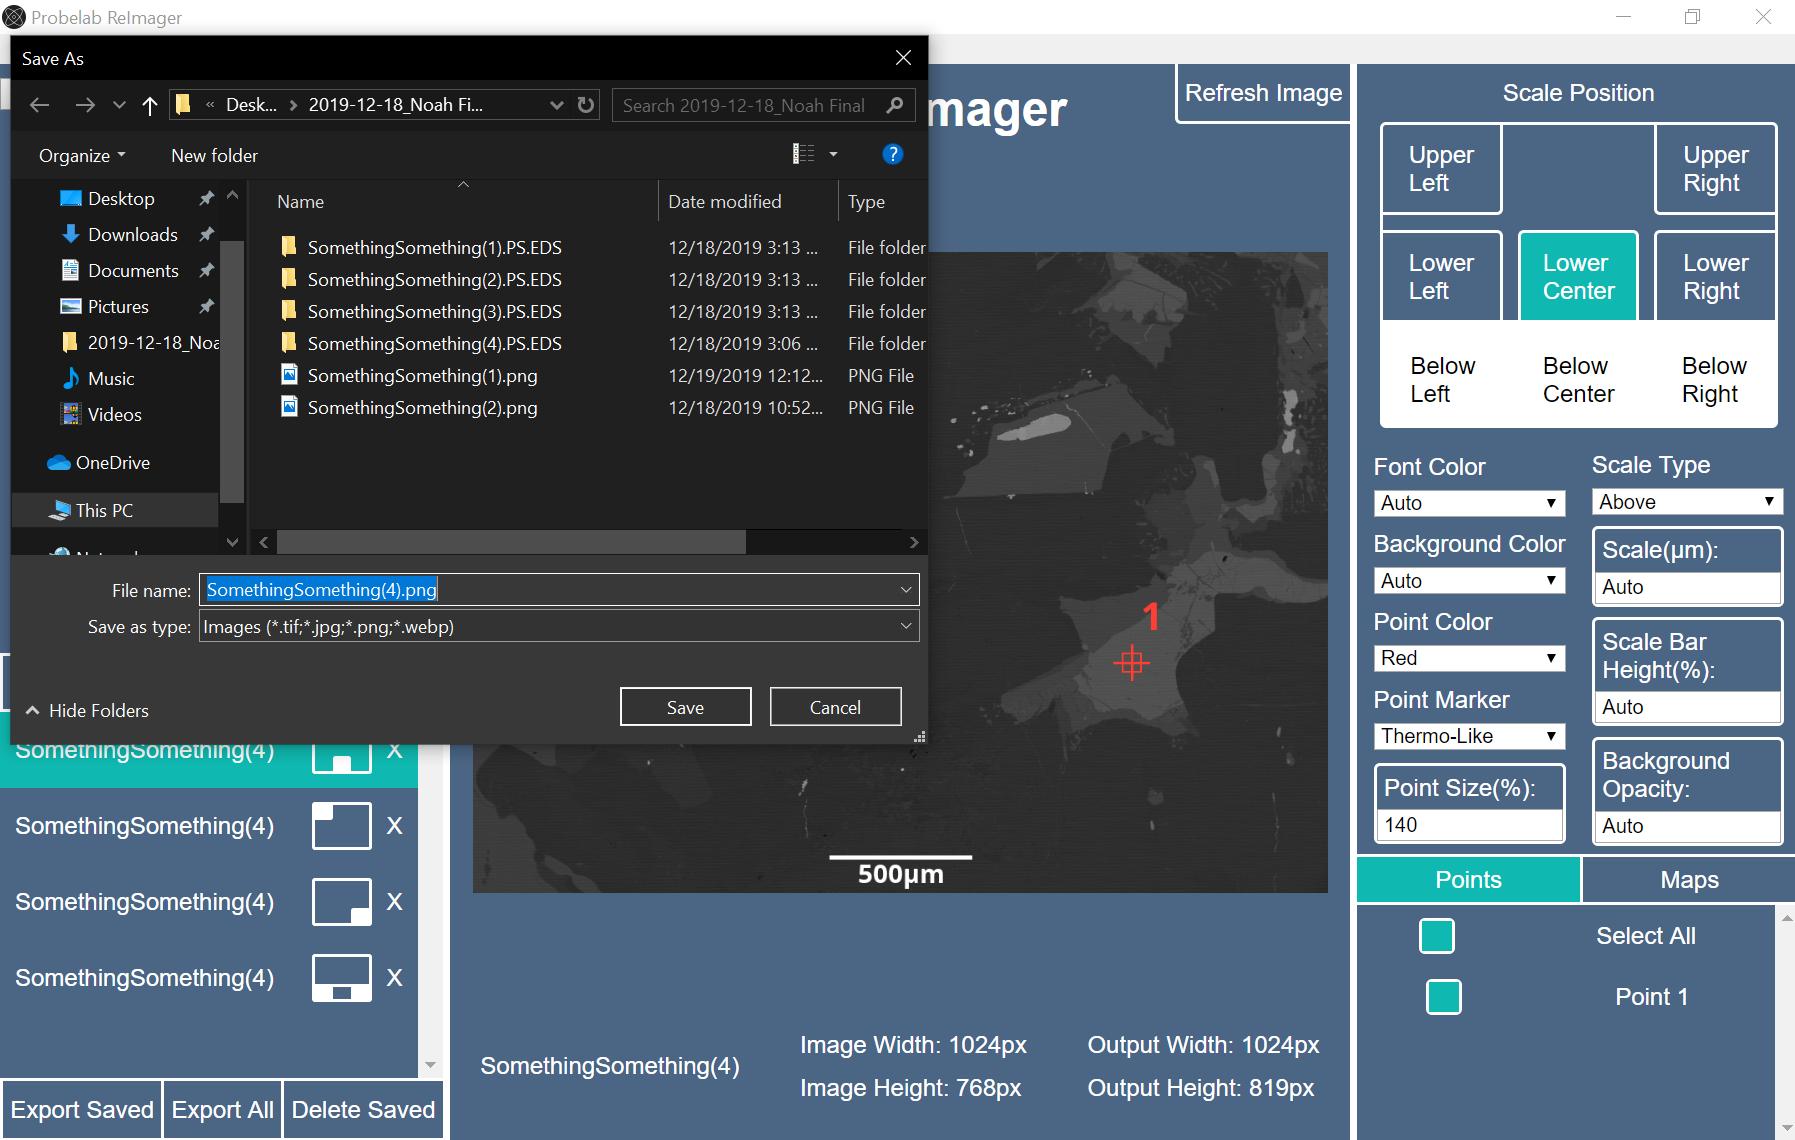 Probelab ReImager
Save As
« Desk... > 2019-12-18_Noah Fi...
Search 2019-12-18_Noah Final
Organize
New folder
?
Desktop
Downloads
Documents
Pictures
2019-12-18_Noa
Music
Videos
OneDrive
This PC
Name Date modified Type
SomethingSomething(1).PS.EDS 12/18/2019 3:13 ... File folder
SomethingSomething(2).PS.EDS 12/18/2019 3:13 ... File folder
SomethingSomething(3).PS.EDS 12/18/2019 3:13 ... File folder
SomethingSomething(4).PS.EDS 12/18/2019 3:06 ... File folder
SomethingSomething(1).png 12/19/2019 12:12... PNG File
SomethingSomething(2).png 12/18/2019 10:52... PNG File
File name: SomethingSomething(4).png
Save as type: Images (*.tif;*.jpg;*.png;*.webp)
Hide Folders
Save
Cancel
mager
Refresh Image
SomethingSomething(4) X
SomethingSomething(4) X
SomethingSomething(4) X
SomethingSomething(4) X
Export Saved
Export All
Delete Saved
1
500μm
SomethingSomething(4)
Image Width: 1024px
Image Height: 768px
Output Width: 1024px
Output Height: 819px
Scale Position
Upper
Left
Upper
Right
Lower
Left
Lower
Center
Lower
Right
Below
Left
Below
Center
Below
Right
Font Color
Auto
Background Color
Auto
Point Color
Red
Point Marker
Thermo-Like
Point Size(%):
140
Scale Type
Above
Scale(μm):
Auto
Scale Bar
Height(%):
Auto
Background
Opacity:
Auto
Points
Maps
Select All
Point 1